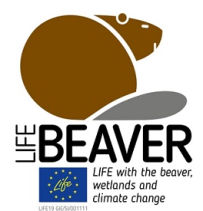 LIFE BEAVER
Life
LIFE with the beaver,
wetlands and
climate change